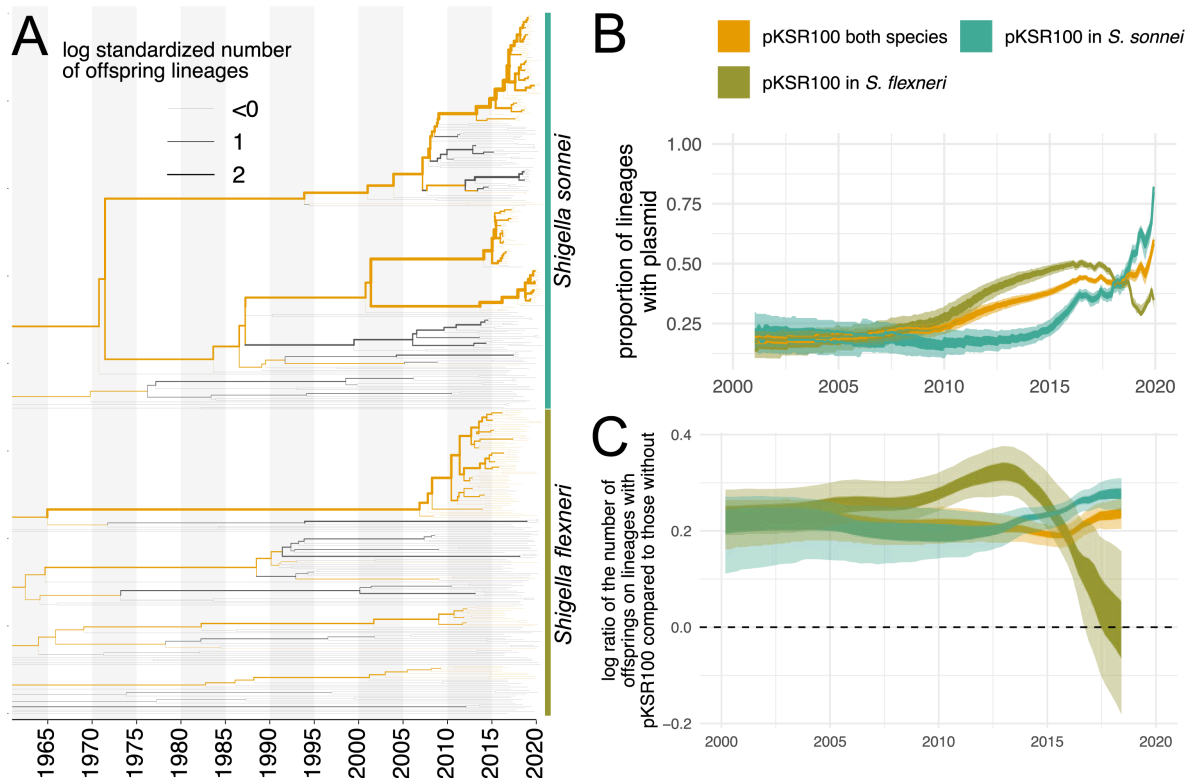 A
log standardized number
of offspring lineages
<0
1
2
Shigella sonnei
Shigella flexneri
1965
1970
1975
1980
1985
1990
1995
2000
2005
2010
2015
2020
B
pKSR100 both species
pKSR100 in S. sonnei
pKSR100 in S. flexneri
proportion of lineages
with plasmid
1.00
0.75
0.50
0.25
2000
2005
2010
2015
2020
C
log ratio of the number of
offsprings on lineages with
pKSR100 compared to those without
0.4
0.2
0.0
−0.2
2000
2005
2010
2015
2020